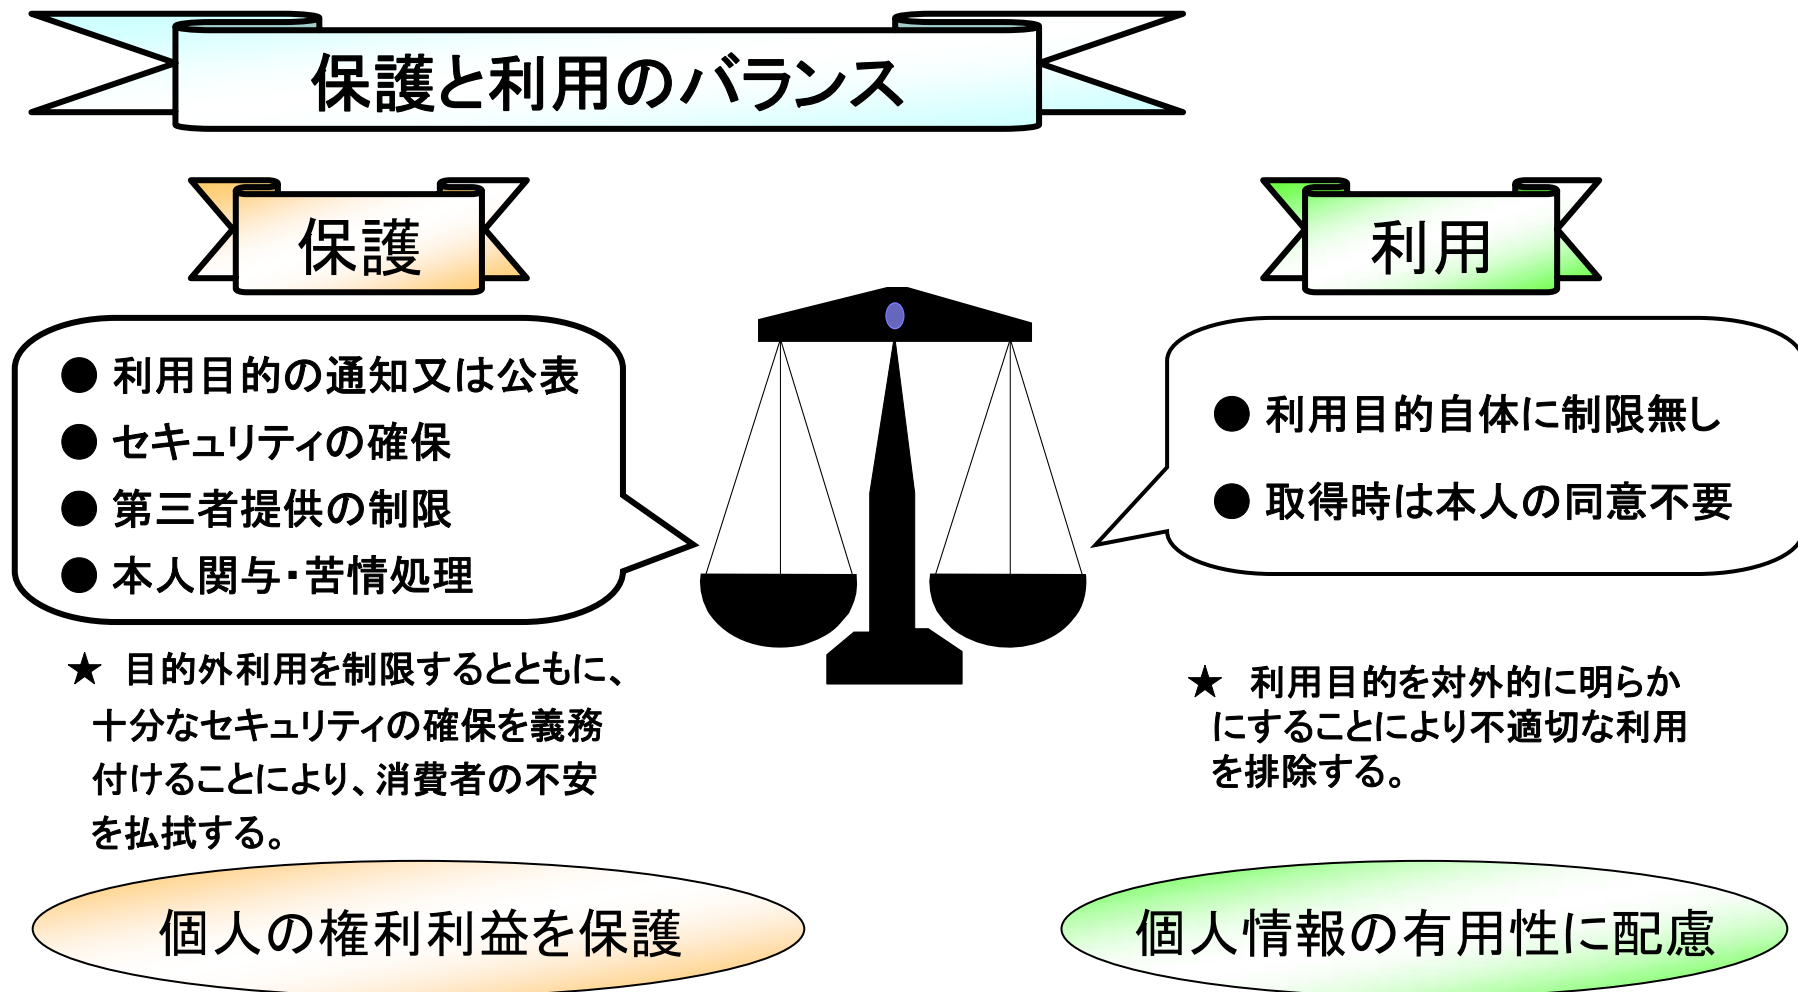 保護と利用のバランス
保護
● 利用目的の通知又は公表
● セキュリティの確保
● 第三者提供の制限
● 本人関与・苦情処理
★ 目的外利用を制限するとともに、
十分なセキュリティの確保を義務
付けることにより、消費者の不安
を払拭する。
個人の権利利益を保護
利用
● 利用目的自体に制限無し
● 取得時は本人の同意不要
★ 利用目的を対外的に明らか
にすることにより不適切な利用
を排除する。
個人情報の有用性に配慮